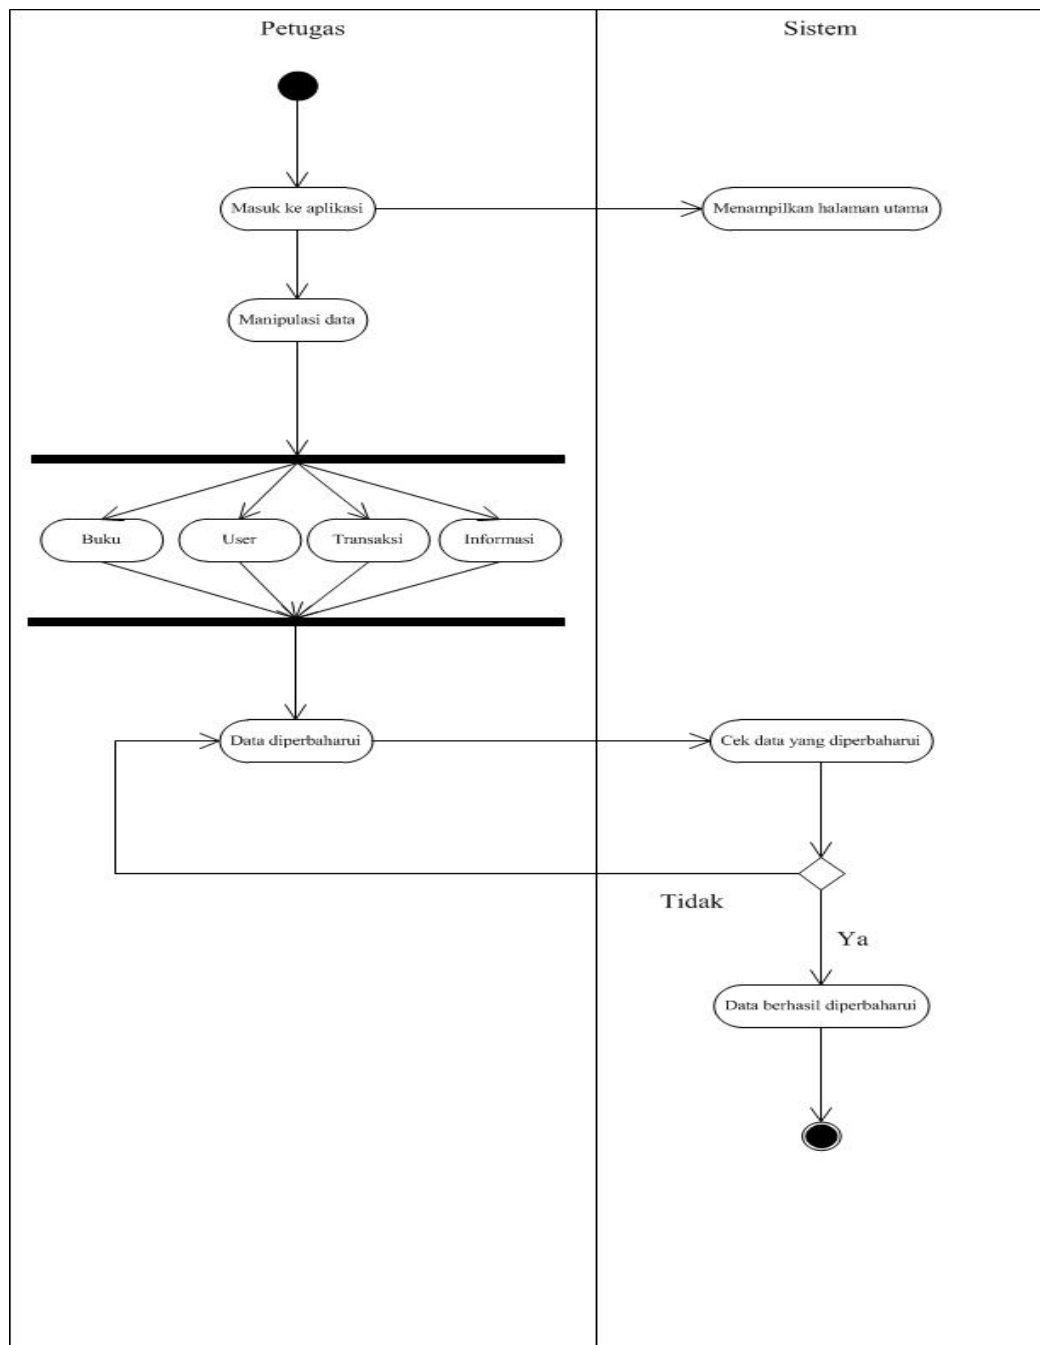 Petugas
Sistem
Masuk ke aplikasi
Menampilkan halaman utama
Manipulasi data
Buku
User
Transaksi
Informasi
Data diperbaharui
Cek data yang diperbaharui
Tidak
Ya
Data berhasil diperbaharui